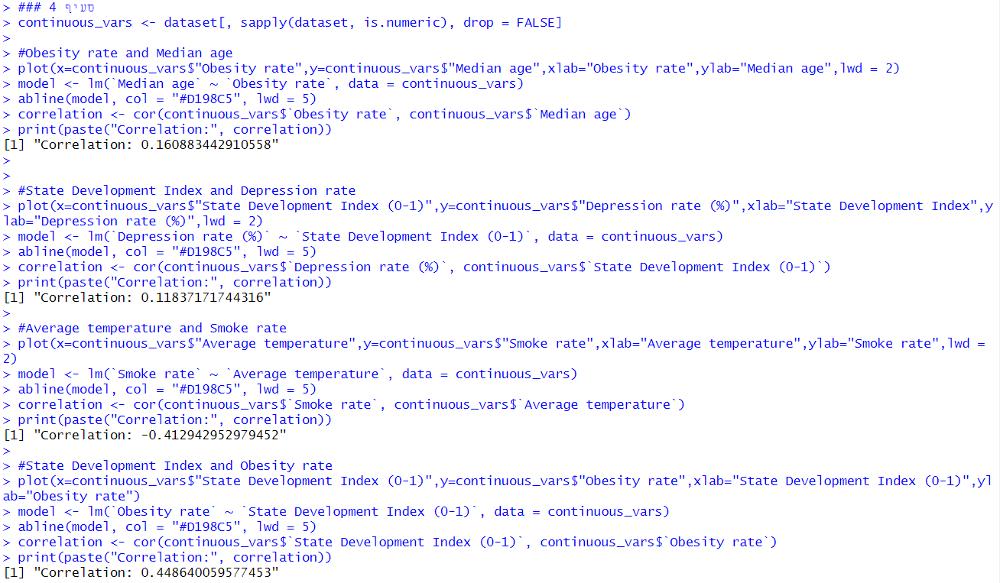 > ### סעיף 4
> continuous_vars <- dataset[, sapply(dataset, is.numeric), drop = FALSE]
>
> #Obesity rate and Median age
> plot(x=continuous_vars$"Obesity rate",y=continuous_vars$"Median age",xlab="Obesity rate",ylab="Median age",lwd = 2)
> model <- lm(`Median age` ~ `Obesity rate`, data = continuous_vars)
> abline(model, col = "#D198C5", lwd = 5)
> correlation <- cor(continuous_vars$`Obesity rate`, continuous_vars$`Median age`)
> print(paste("Correlation:", correlation))
[1] "Correlation: 0.160883442910558"
>
>
> #State Development Index and Depression rate
> plot(x=continuous_vars$"State Development Index (0-1)",y=continuous_vars$"Depression rate (%)",xlab="State Development Index",y
lab="Depression rate (%)",lwd = 2)
> model <- lm(`Depression rate (%)` ~ `State Development Index (0-1)`, data = continuous_vars)
> abline(model, col = "#D198C5", lwd = 5)
> correlation <- cor(continuous_vars$`Depression rate (%)`, continuous_vars$`State Development Index (0-1)`)
> print(paste("Correlation:", correlation))
[1] "Correlation: 0.11837171744316"
>
> #Average temperature and Smoke rate
> plot(x=continuous_vars$"Average temperature",y=continuous_vars$"Smoke rate",xlab="Average temperature",ylab="Smoke rate",lwd =
2)
> model <- lm(`Smoke rate` ~ `Average temperature`, data = continuous_vars)
> abline(model, col = "#D198C5", lwd = 5)
> correlation <- cor(continuous_vars$`Smoke rate`, continuous_vars$`Average temperature`)
> print(paste("Correlation:", correlation))
[1] "Correlation: -0.412942952979452"
>
> #State Development Index and Obesity rate
> plot(x=continuous_vars$"State Development Index (0-1)",y=continuous_vars$"Obesity rate",xlab="State Development Index (0-1)",yl
ab="Obesity rate")
> model <- lm(`Obesity rate` ~ `State Development Index (0-1)`, data = continuous_vars)
> abline(model, col = "#D198C5", lwd = 5)
> correlation <- cor(continuous_vars$`State Development Index (0-1)`, continuous_vars$`Obesity rate`)
> print(paste("Correlation:", correlation))
[1] "Correlation: 0.448640059577453"